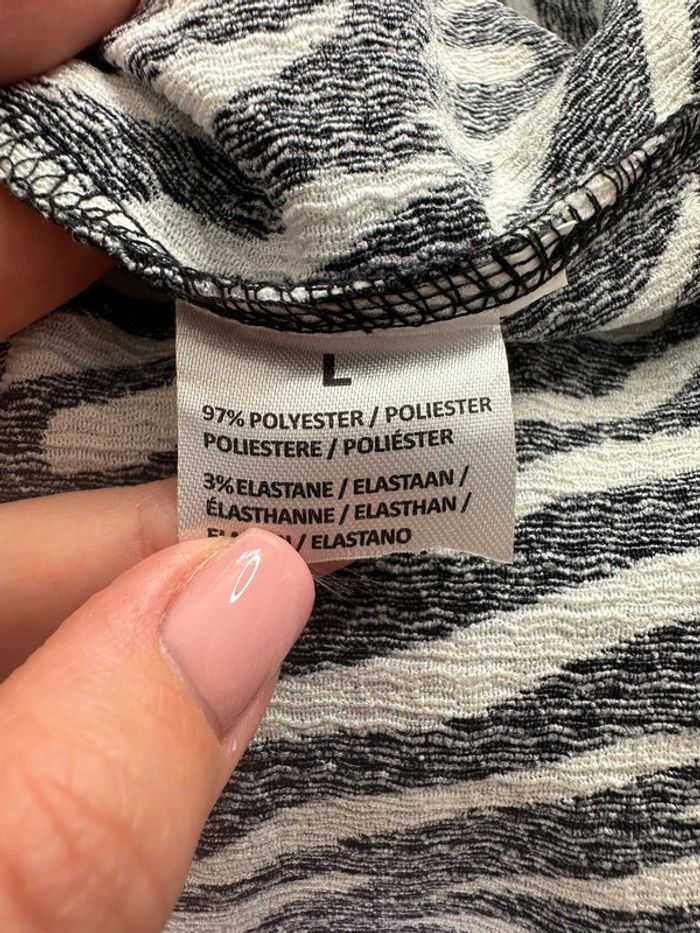 L
97% POLYESTER / POLIESTER
POLIESTERE / POLIÉSTER
3% ELASTANE / ELASTAAN /
ÉLASTHANNE / ELASTHAN /
/ ELASTANO